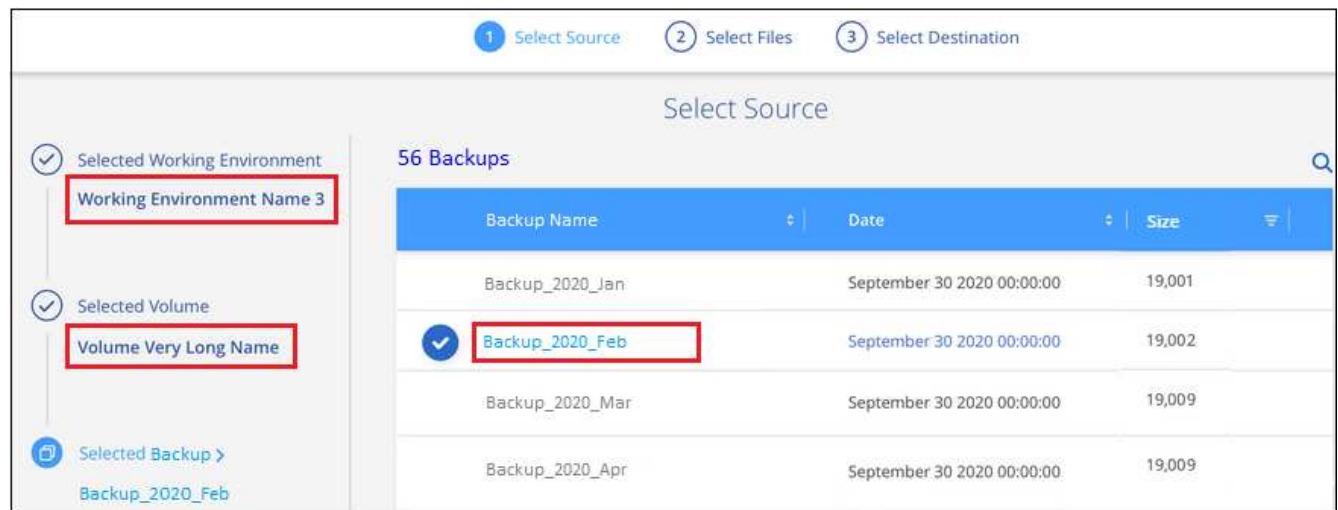 1 Select Source 2 Select Files 3 Select Destination
Select Source
Selected Working Environment
Working Environment Name 3
Selected Volume
Volume Very Long Name
Selected Backup >
Backup_2020_Feb
56 Backups
Backup Name Date Size
Backup_2020_Jan September 30 2020 00:00:00 19,001
Backup_2020_Feb September 30 2020 00:00:00 19,002
Backup_2020_Mar September 30 2020 00:00:00 19,009
Backup_2020_Apr September 30 2020 00:00:00 19,009